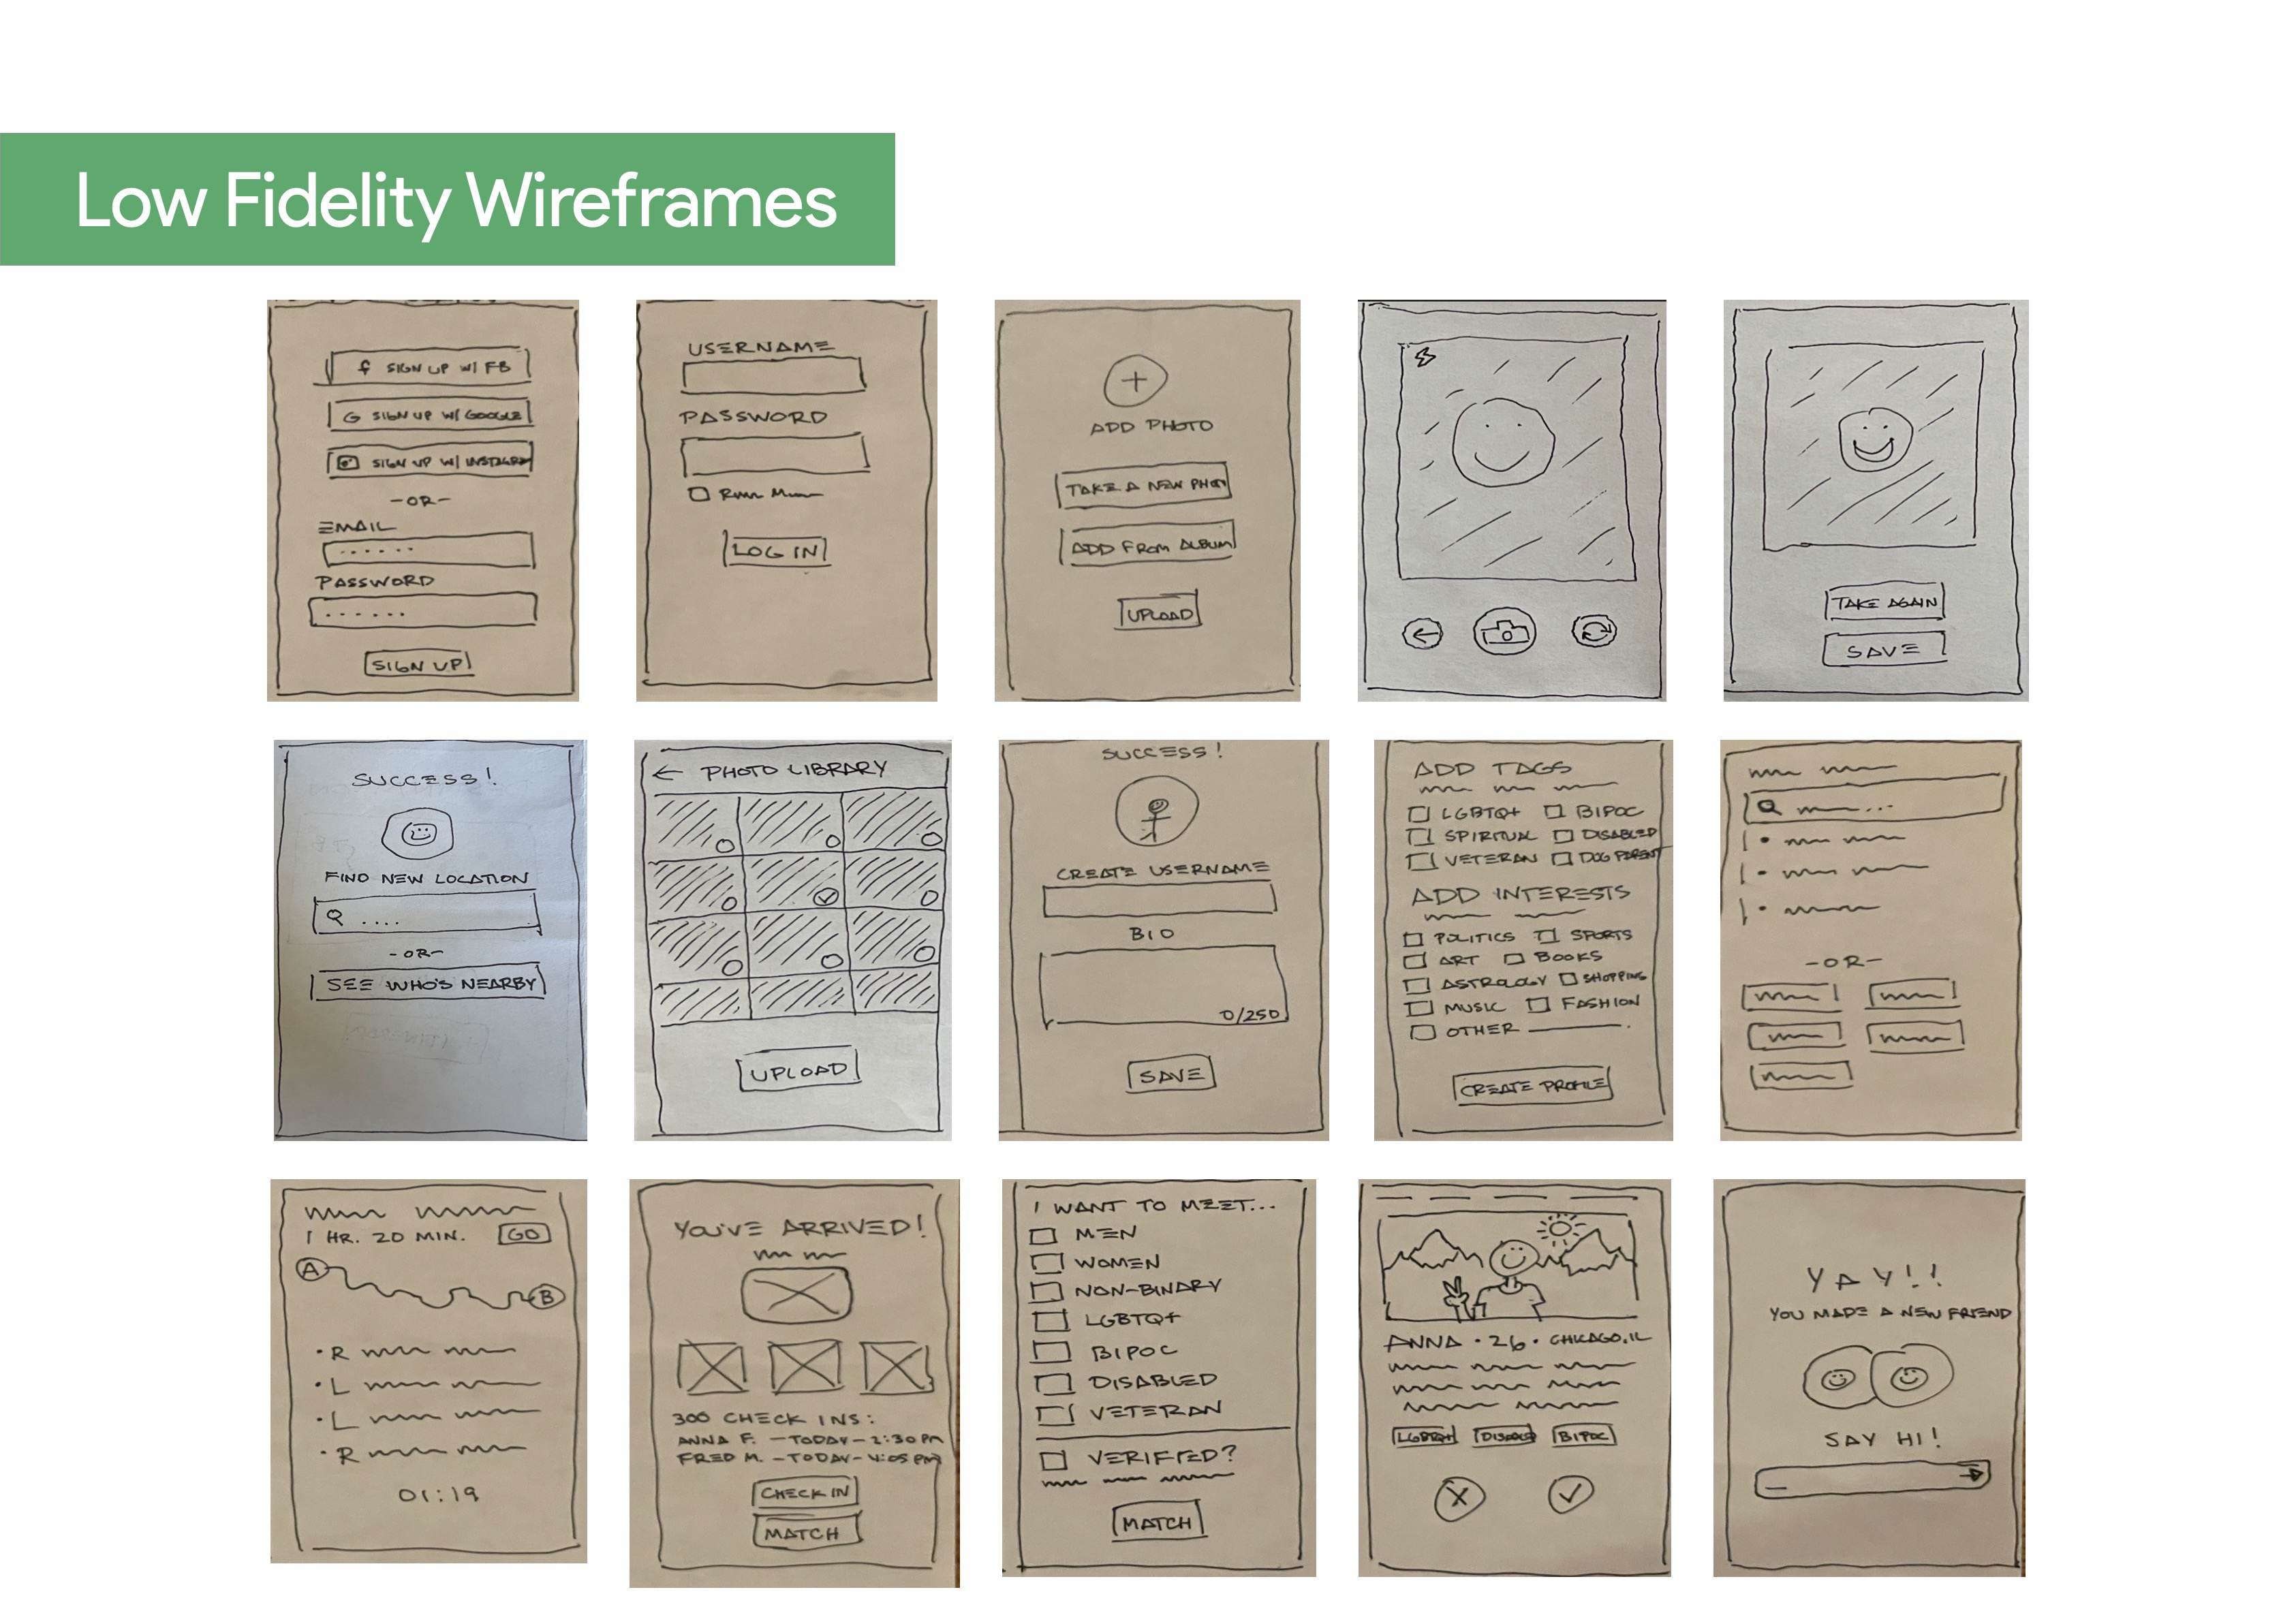 Low Fidelity Wireframes
f SIGN UP W/ FB
G SIGN UP W/ GOOGLE
SIGN UP W/ INSTAGRAM
-OR-
EMAIL
PASSWORD
SIGN UP
USERNAME
PASSWORD
LOG IN
+
ADD PHOTO
TAKE A NEW PHOTO
ADD FROM ALBUM
UPLOAD
TAKE AGAIN
SAVE
SUCCESS!
FIND NEW LOCATION
-OR-
SEE WHO'S NEARBY
← PHOTO LIBRARY
UPLOAD
SUCCESS!
CREATE USERNAME
BIO
0/250
SAVE
ADD TAGS
LGBTQ+ BIPOC
SPIRITUAL DISABLED
VETERAN DOG PARENT
ADD INTERESTS
POLITICS SPORTS
ART BOOKS
ASTROLOGY SHOPPING
MUSIC FASHION
OTHER
CREATE PROFILE
-OR-
1 HR. 20 MIN. GO
A
B
• R
• L
• L
• R
01:19
YOU'VE ARRIVED!
300 CHECK INS:
ANNA F. - TODAY - 2:30 PM
FRED M. - TODAY - 4:05 PM
CHECK IN
MATCH
I WANT TO MEET...
MEN
WOMEN
NON-BINARY
LGBTQ+
BIPOC
DISABLED
VETERAN
VERIFIED?
MATCH
ANNA • 26 • CHICAGO, IL
LGBTQ+ DISABLED BIPOC
YAY!!
YOU MADE A NEW FRIEND
SAY HI!